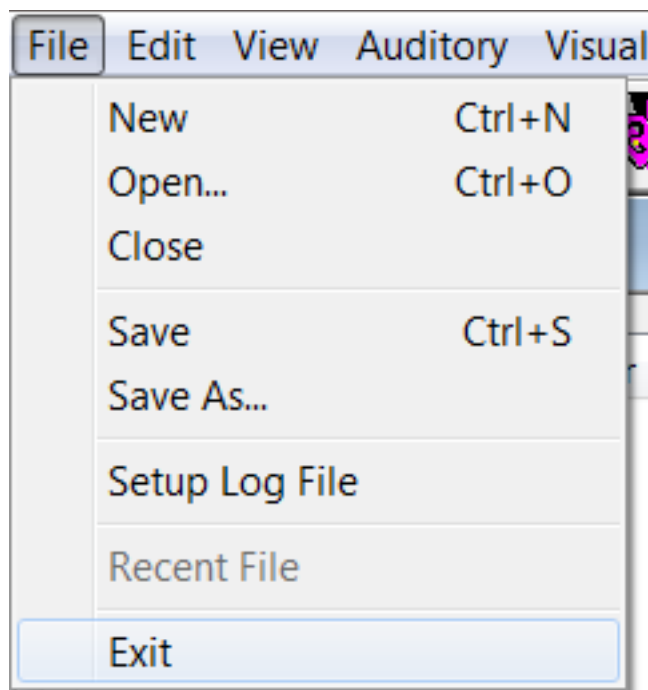 File Edit View Auditory Visual
New Ctrl+N
Open... Ctrl+O
Close
Save Ctrl+S
Save As...
Setup Log File
Recent File
Exit